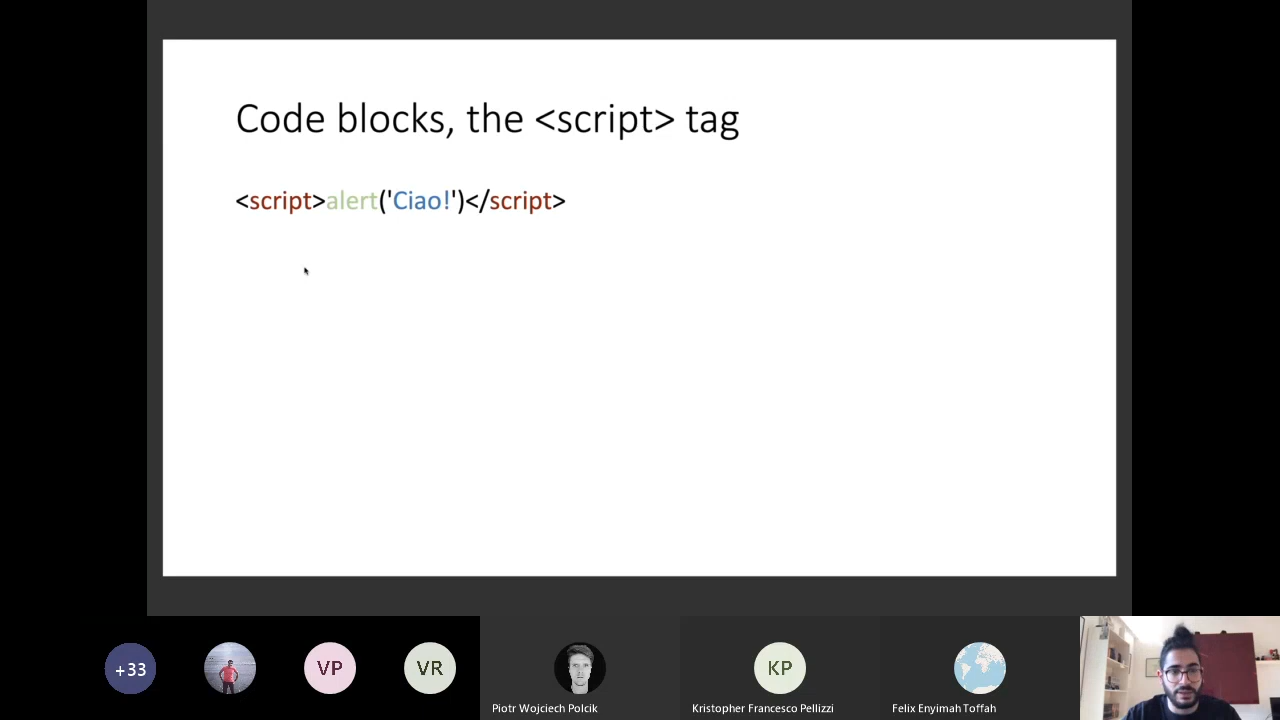 Code blocks, the <script> tag
<script>alert('Ciao!')</script>
+33
VP
VR
Piotr Wojciech Polcik
KP
Kristopher Francesco Pellizzi
Felix Enyimah Toffah